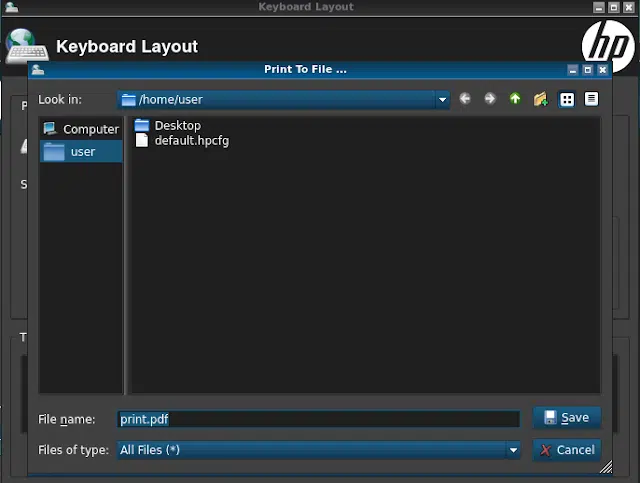 Keyboard Layout
Keyboard Layout
hp
Print To File ...
Look in:
/home/user
Computer
user
Desktop
default.hpcfg
File name:
print.pdf
Save
Files of type:
All Files (*)
Cancel